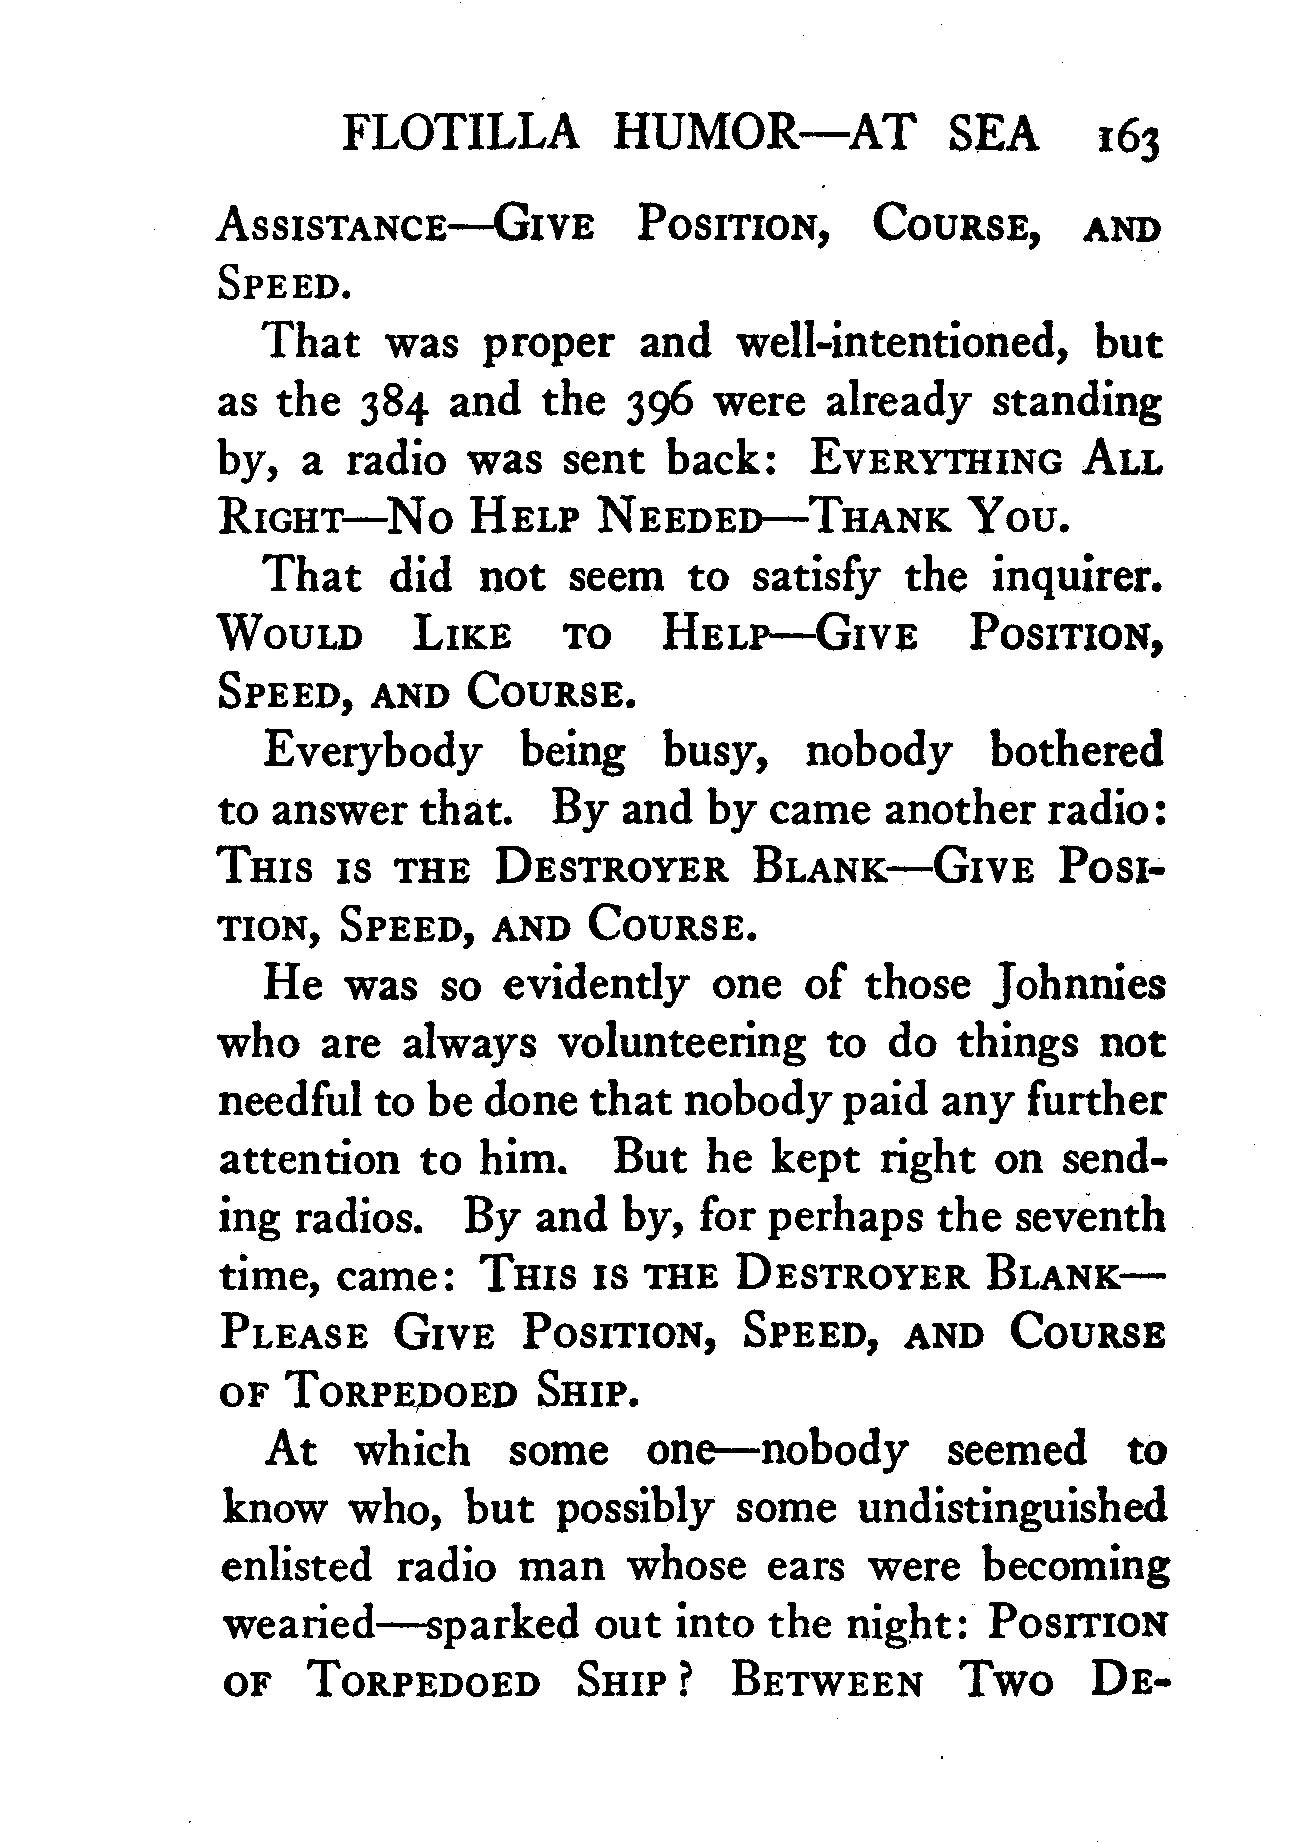 FLOTILLA HUMOR—AT SEA 163
Assistance—Give Position, Course, and
Speed.
That was proper and well-intentioned, but
as the 384 and the 396 were already standing
by, a radio was sent back: Everything All
Right—No Help Needed—Thank You.
That did not seem to satisfy the inquirer.
Would Like to Help—Give Position,
Speed, and Course.
Everybody being busy, nobody bothered
to answer that. By and by came another radio:
This is the Destroyer Blank—Give Posi-
tion, Speed, and Course.
He was so evidently one of those Johnnies
who are always volunteering to do things not
needful to be done that nobody paid any further
attention to him. But he kept right on send-
ing radios. By and by, for perhaps the seventh
time, came: This is the Destroyer Blank—
Please Give Position, Speed, and Course
of Torpedoed Ship.
At which some one—nobody seemed to
know who, but possibly some undistinguished
enlisted radio man whose ears were becoming
wearied—sparked out into the night: Position
of Torpedoed Ship? Between Two De-